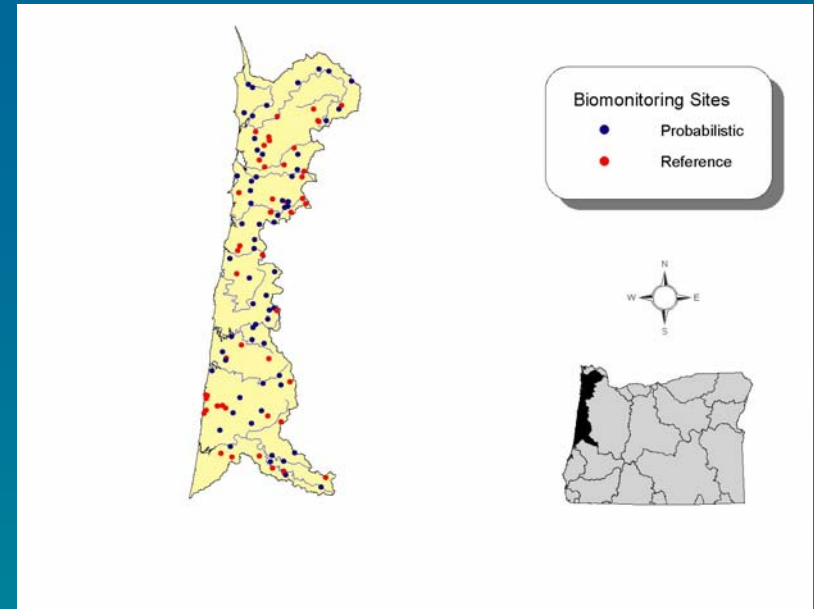 Biomonitoring Sites
Probabilistic
Reference
N
W E
S